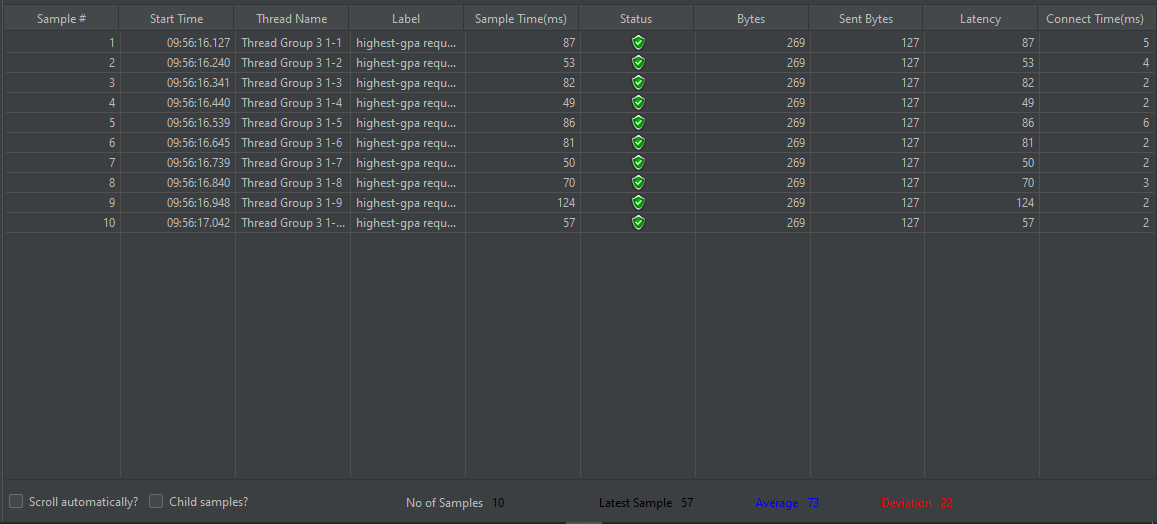 Sample # Start Time Thread Name Label Sample Time(ms) Status Bytes Sent Bytes Latency Connect Time(ms)
1 09:56:16.127 Thread Group 3 1-1 highest-gpa requ... 87 269 127 87 5
2 09:56:16.240 Thread Group 3 1-2 highest-gpa requ... 53 269 127 53 4
3 09:56:16.341 Thread Group 3 1-3 highest-gpa requ... 82 269 127 82 2
4 09:56:16.440 Thread Group 3 1-4 highest-gpa requ... 49 269 127 49 2
5 09:56:16.539 Thread Group 3 1-5 highest-gpa requ... 86 269 127 86 6
6 09:56:16.645 Thread Group 3 1-6 highest-gpa requ... 81 269 127 81 2
7 09:56:16.739 Thread Group 3 1-7 highest-gpa requ... 50 269 127 50 2
8 09:56:16.840 Thread Group 3 1-8 highest-gpa requ... 70 269 127 70 3
9 09:56:16.948 Thread Group 3 1-9 highest-gpa requ... 124 269 127 124 2
10 09:56:17.042 Thread Group 3 1-... highest-gpa requ... 57 269 127 57 2
Scroll automatically? Child samples? No of Samples 10 Latest Sample 57 Average 73 Deviation 22